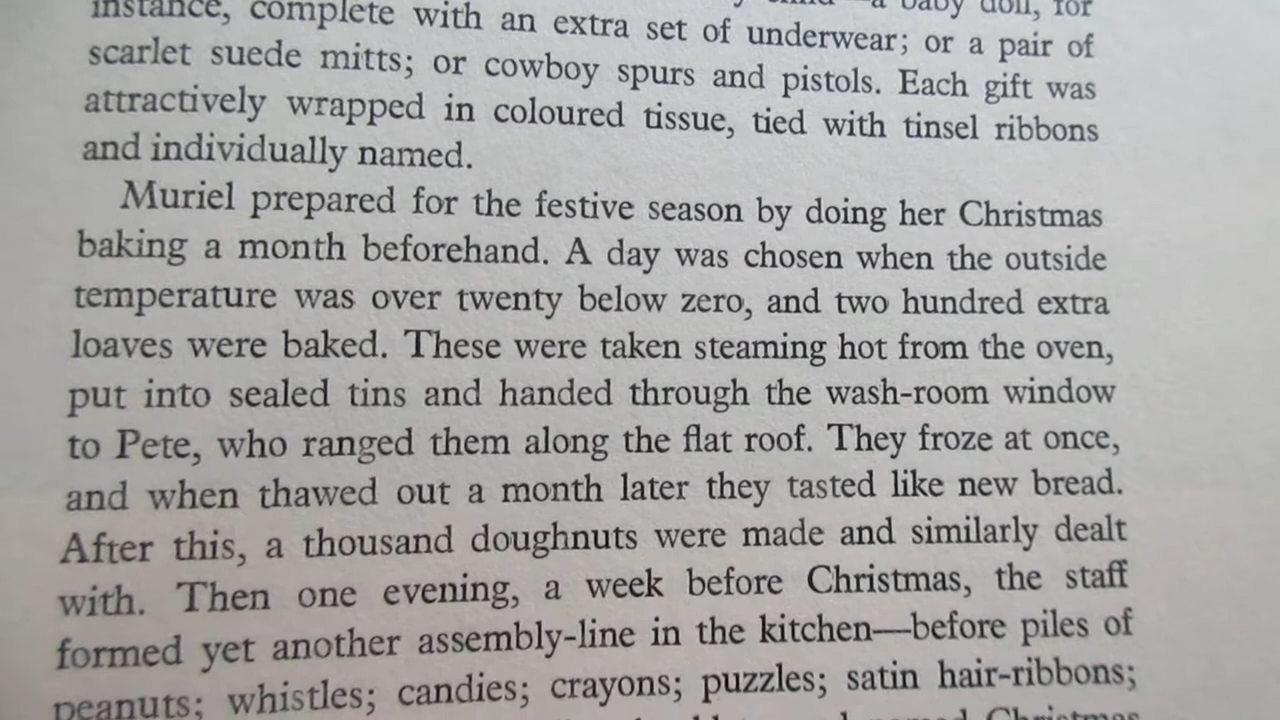 instance, complete with an extra set of underwear; or a pair of
scarlet suede mitts; or cowboy spurs and pistols. Each gift was
attractively wrapped in coloured tissue, tied with tinsel ribbons
and individually named.
Muriel prepared for the festive season by doing her Christmas
baking a month beforehand. A day was chosen when the outside
temperature was over twenty below zero, and two hundred extra
loaves were baked. These were taken steaming hot from the oven,
put into sealed tins and handed through the wash-room window
to Pete, who ranged them along the flat roof. They froze at once,
and when thawed out a month later they tasted like new bread.
After this, a thousand doughnuts were made and similarly dealt
with. Then one evening, a week before Christmas, the staff
formed yet another assembly-line in the kitchen—before piles of
peanuts; whistles; candies; crayons; puzzles; satin hair-ribbons;
Christmas